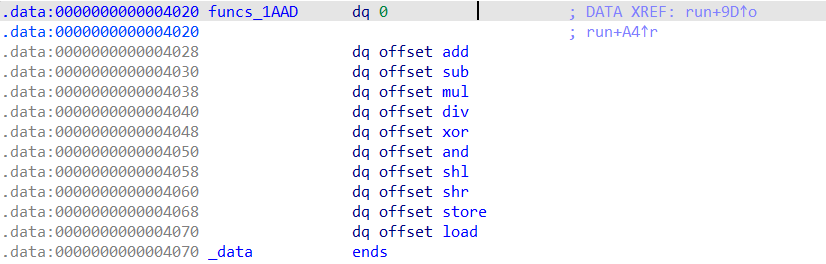 .data:0000000000004020 funcs_1AAD dq 0 ; DATA XREF: run+9D↑o
.data:0000000000004020 ; run+A4↑r
.data:0000000000004028 dq offset add
.data:0000000000004030 dq offset sub
.data:0000000000004038 dq offset mul
.data:0000000000004040 dq offset div
.data:0000000000004048 dq offset xor
.data:0000000000004050 dq offset and
.data:0000000000004058 dq offset shl
.data:0000000000004060 dq offset shr
.data:0000000000004068 dq offset store
.data:0000000000004070 dq offset load
.data:0000000000004070 _data ends